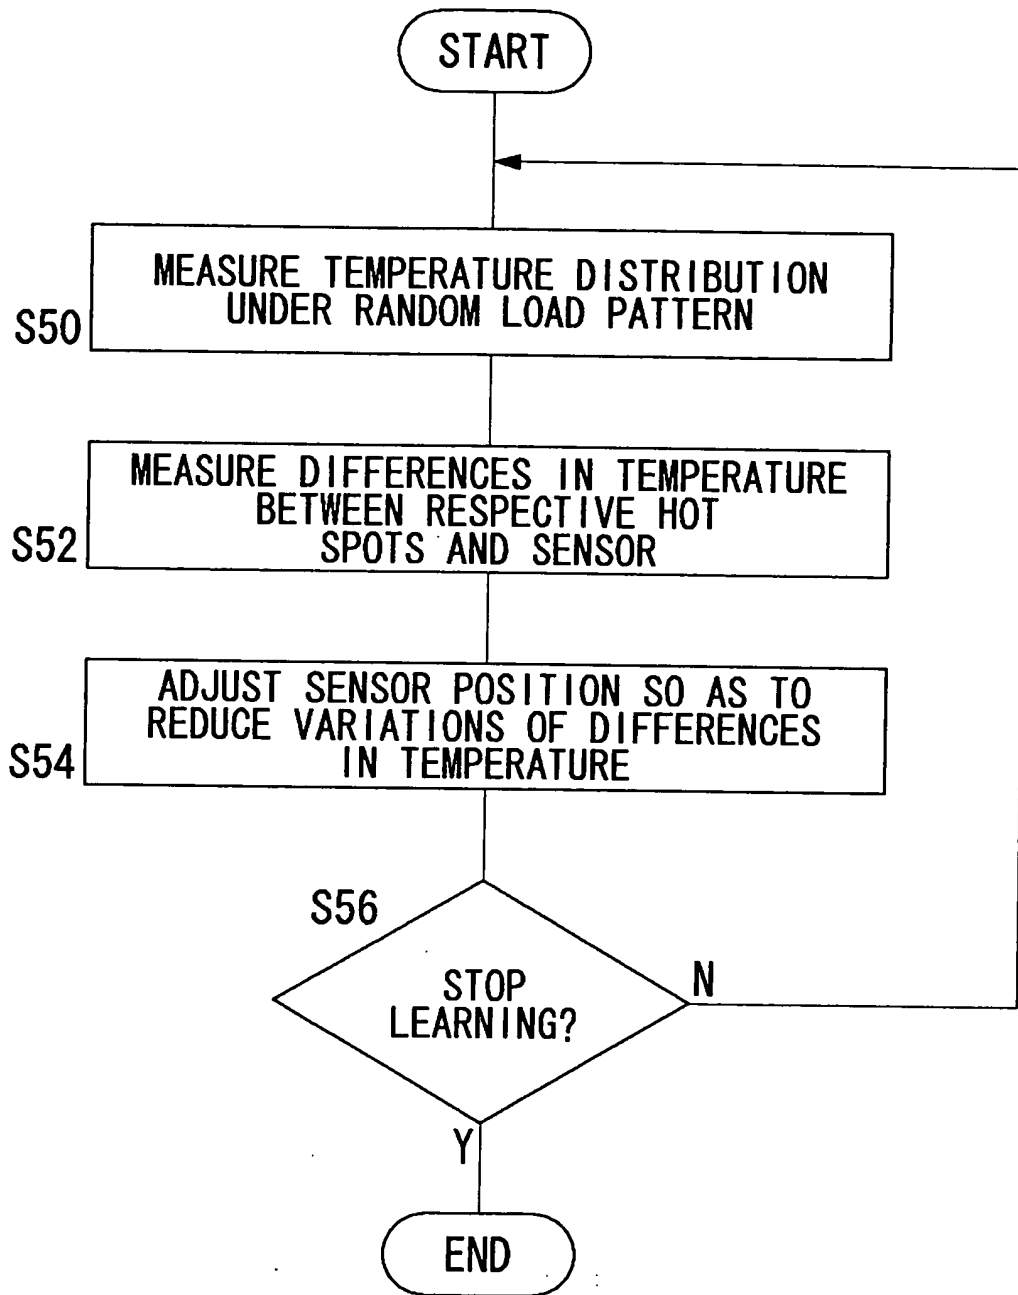 START
MEASURE TEMPERATURE DISTRIBUTION
UNDER RANDOM LOAD PATTERN
S50
MEASURE DIFFERENCES IN TEMPERATURE
BETWEEN RESPECTIVE HOT
SPOTS AND SENSOR
S52
ADJUST SENSOR POSITION SO AS TO
REDUCE VARIATIONS OF DIFFERENCES
IN TEMPERATURE
S54
S56
STOP
LEARNING?
N
Y
END